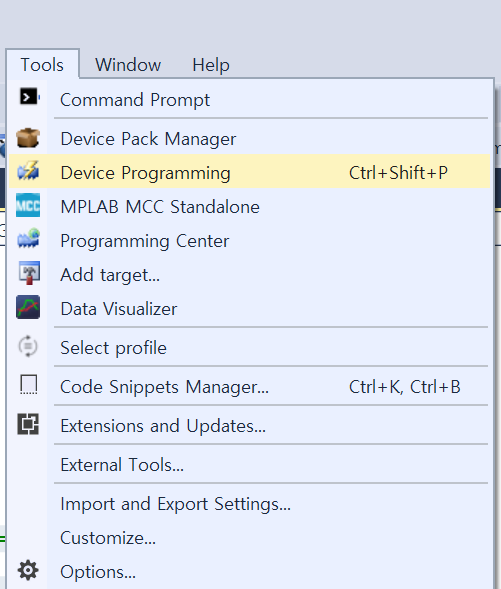 Tools Window Help
Command Prompt
Device Pack Manager
Device Programming Ctrl+Shift+P
MCC MPLAB MCC Standalone
Programming Center
Add target...
Data Visualizer
Select profile
Code Snippets Manager... Ctrl+K, Ctrl+B
Extensions and Updates...
External Tools...
Import and Export Settings...
Customize...
Options...